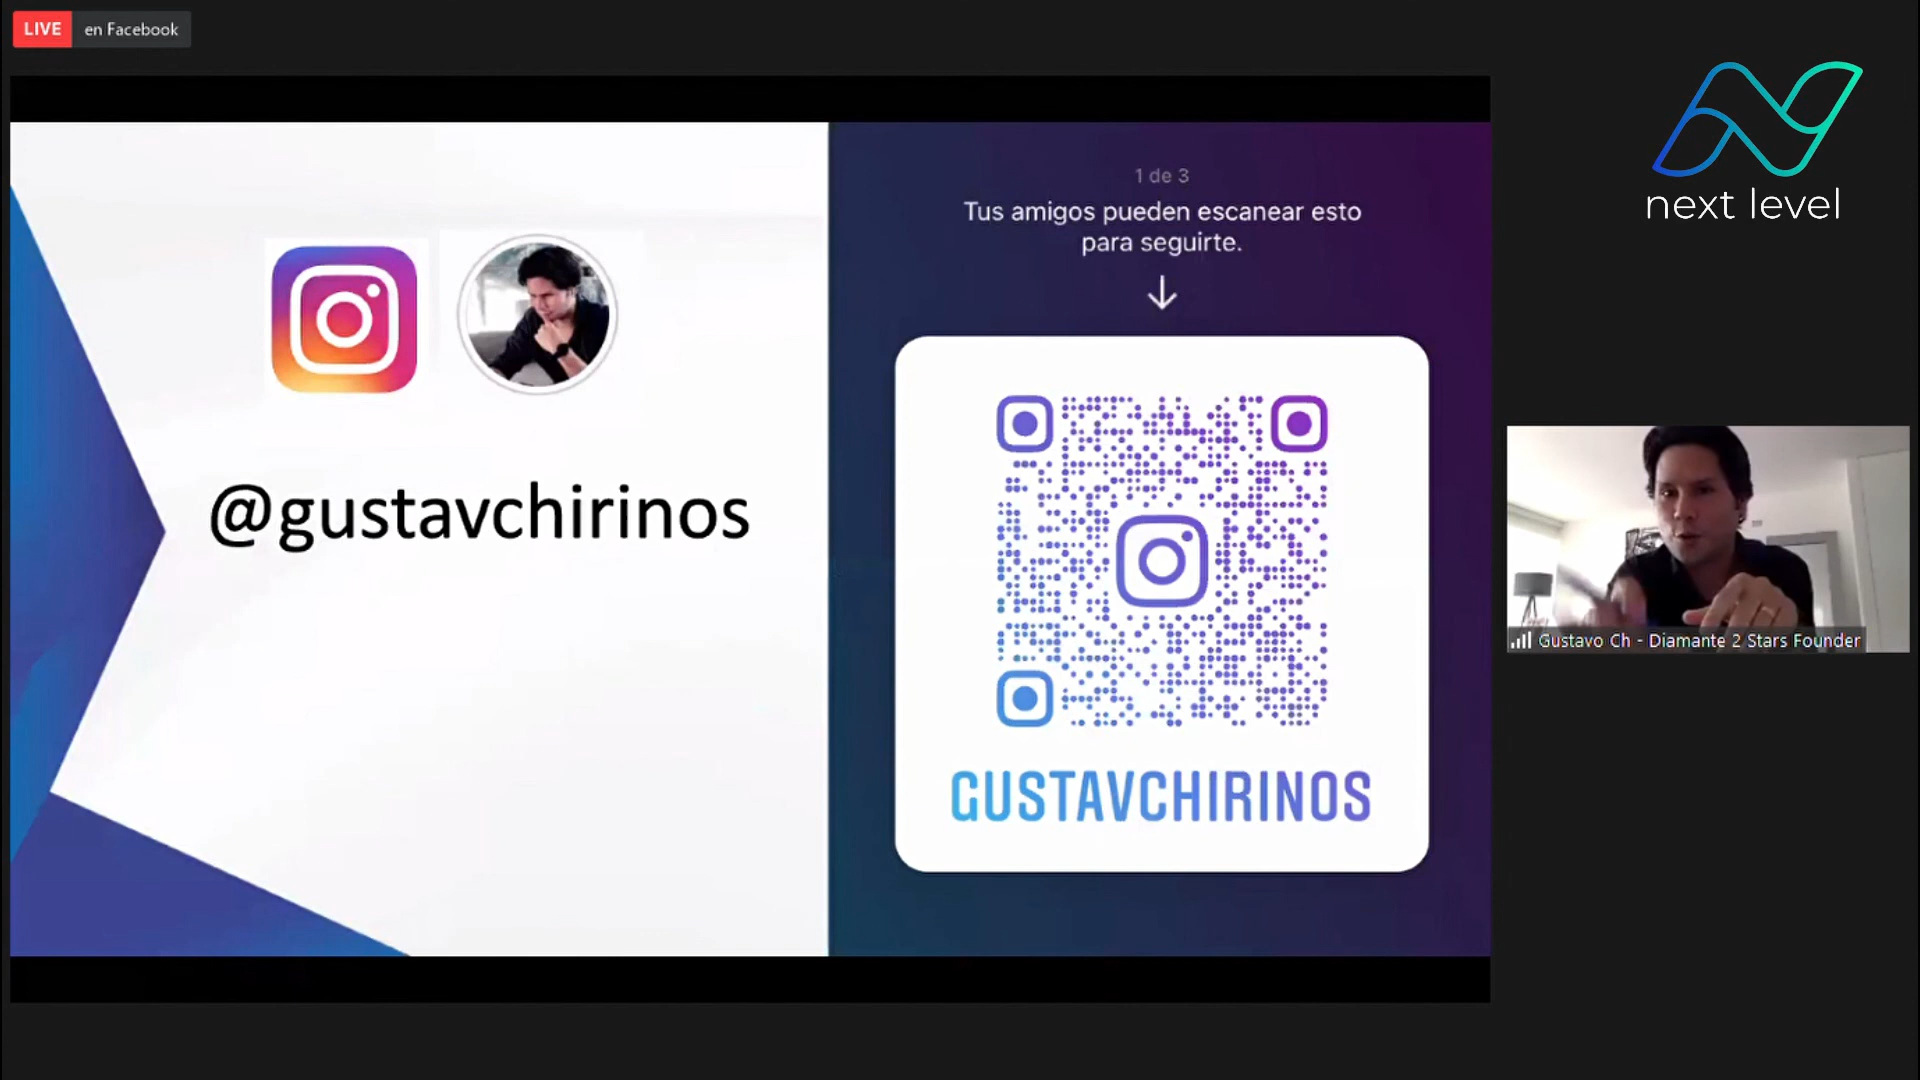 LIVE en Facebook
next level
@gustavchirinos
1 de 3
Tus amigos pueden escanear esto
para seguirte.
GUSTAVCHIRINOS
Gustavo Ch - Diamante 2 Stars Founder